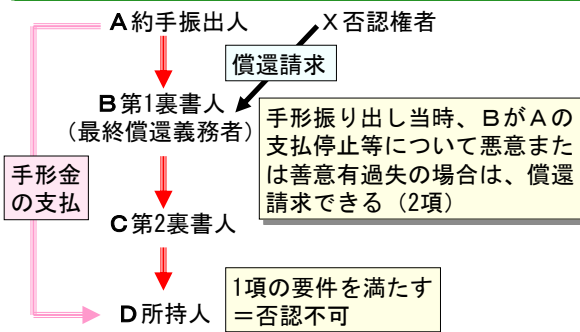 A約手振出人
X否認権者
償還請求
B第1裏書人
(最終償還義務者)
手形振り出し当時、BがAの
支払停止等について悪意また
は善意有過失の場合は、償還
請求できる(2項)
手形金
の支払
C第2裏書人
D所持人
1項の要件を満たす
=否認不可